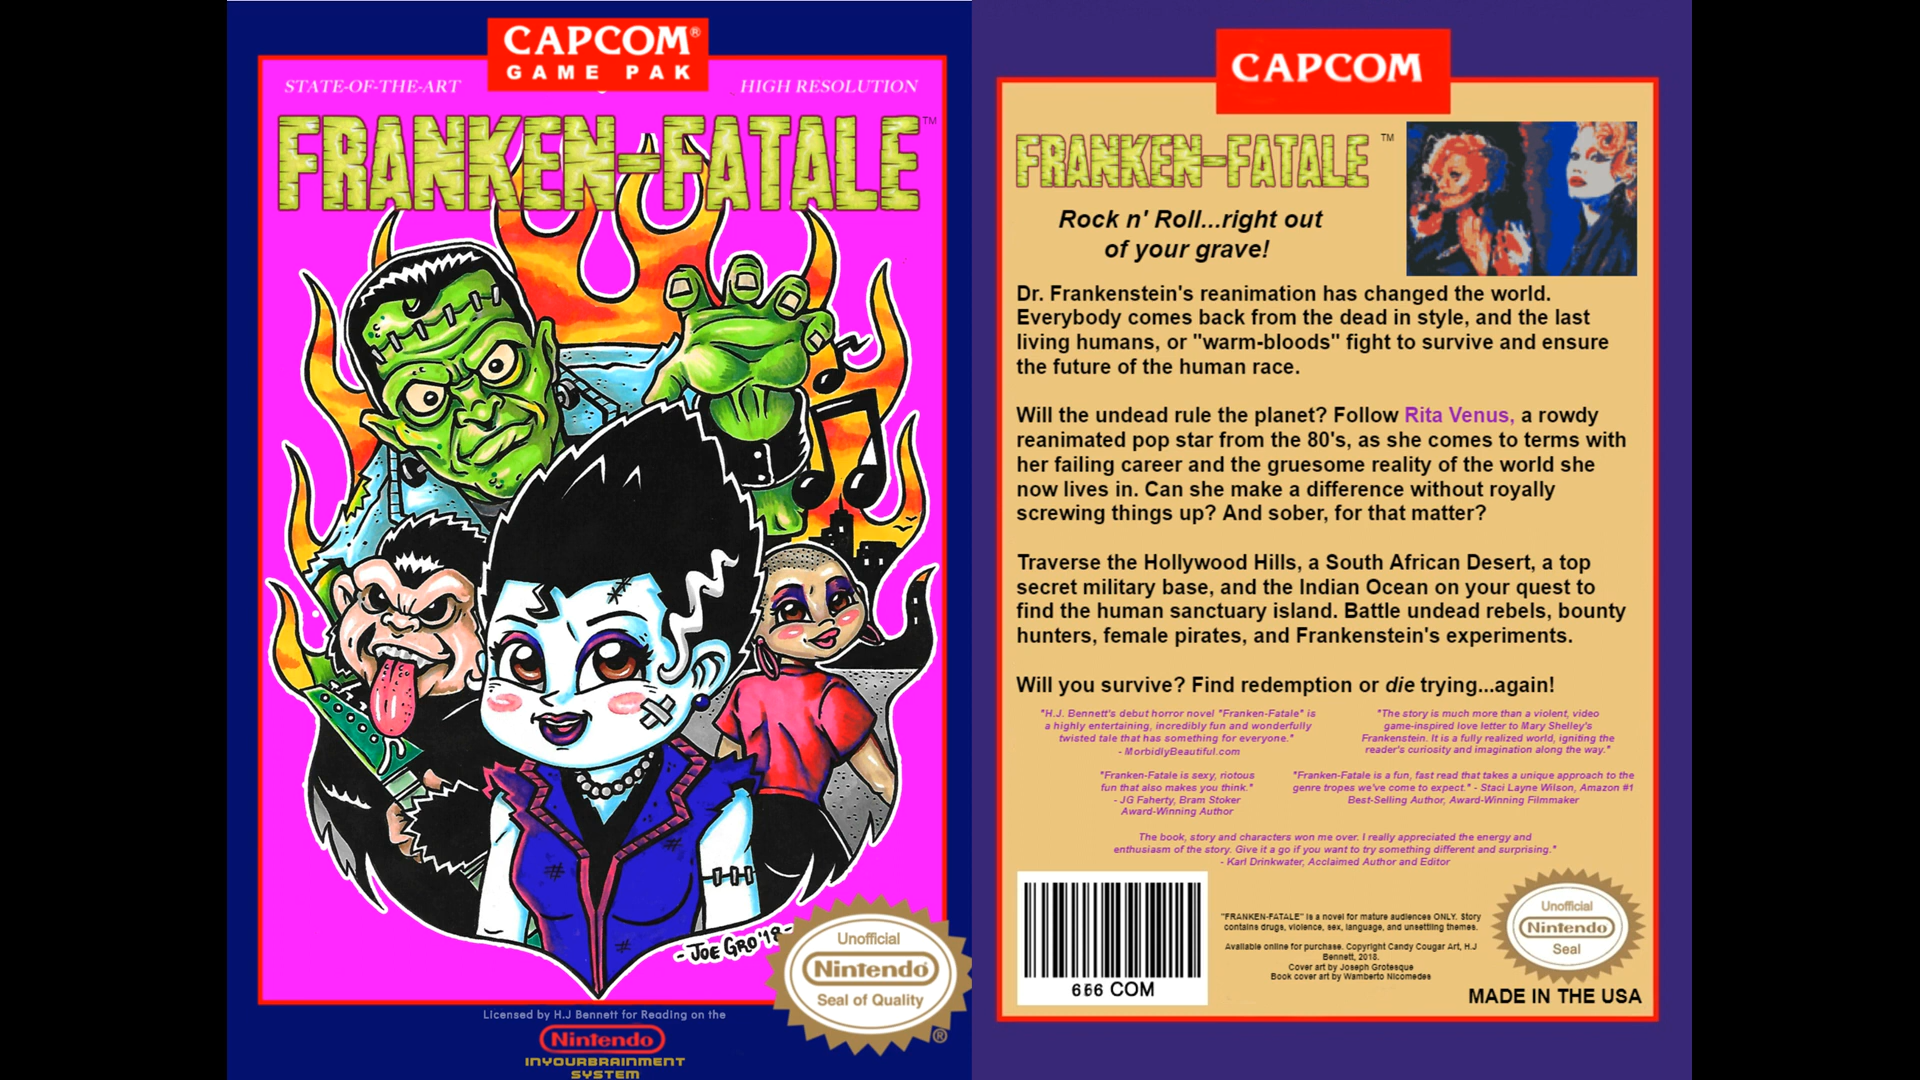 CAPCOM®
GAME PAK
STATE-OF-THE-ART
HIGH RESOLUTION
FRANKEN-FATALE™
-JOE GRO '18-
Unofficial
Nintendo
Seal of Quality
®
Licensed by H.J Bennett for Reading on the
Nintendo
INYOURBRAINMENT
SYSTEM
CAPCOM
FRANKEN-FATALE™
Rock n' Roll...right out
of your grave!
Dr. Frankenstein's reanimation has changed the world.
Everybody comes back from the dead in style, and the last
living humans, or "warm-bloods" fight to survive and ensure
the future of the human race.
Will the undead rule the planet? Follow Rita Venus, a rowdy
reanimated pop star from the 80's, as she comes to terms with
her failing career and the gruesome reality of the world she
now lives in. Can she make a difference without royally
screwing things up? And sober, for that matter?
Traverse the Hollywood Hills, a South African Desert, a top
secret military base, and the Indian Ocean on your quest to
find the human sanctuary island. Battle undead rebels, bounty
hunters, female pirates, and Frankenstein's experiments.
Will you survive? Find redemption or die trying...again!
"H.J. Bennett's debut horror novel "Franken-Fatale" is
a highly entertaining, incredibly fun and wonderfully
twisted tale that has something for everyone."
- MorbidlyBeautiful.com
"The story is much more than a violent, video
game-inspired love letter to Mary Shelley's
Frankenstein. It is a fully realized world, igniting the
reader's curiosity and imagination along the way."
"Franken-Fatale is sexy, riotous
fun that also makes you think."
- JG Faherty, Bram Stoker
Award-Winning Author
"Franken-Fatale is a fun, fast read that takes a unique approach to the
genre tropes we've come to expect." - Staci Layne Wilson, Amazon #1
Best-Selling Author, Award-Winning Filmmaker
The book, story and characters won me over. I really appreciated the energy and
enthusiasm of the story. Give it a go if you want to try something different and surprising."
- Karl Drinkwater, Acclaimed Author and Editor
666 COM
"FRANKEN-FATALE" is a novel for mature audiences ONLY. Story
contains drugs, violence, sex, language, and unsettling themes.
Available online for purchase. Copyright Candy Cougar Art, H.J
Bennett, 2018.
Cover art by Joseph Grotesque
Book cover art by Wamberto Nicomedes
Unofficial
Nintendo
Seal
MADE IN THE USA